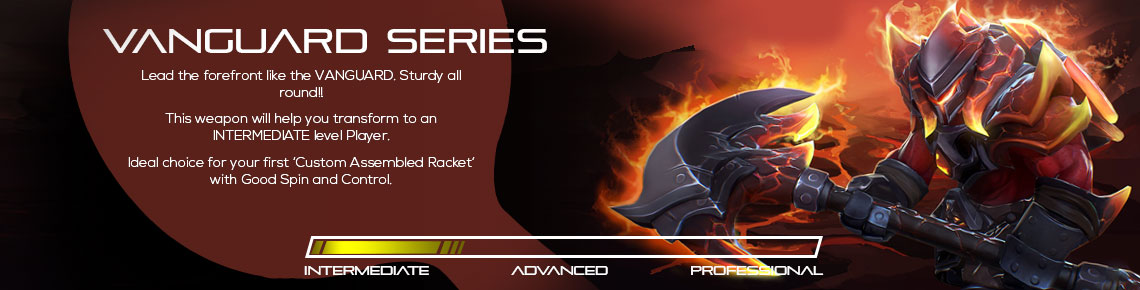 VANGUARD SERIES
Lead the forefront like the VANGUARD. Sturdy all
round!!
This weapon will help you transform to an
INTERMEDIATE level Player.
Ideal choice for your first ‘Custom Assembled Racket’
with Good Spin and Control.
INTERMEDIATE ADVANCED PROFESSIONAL